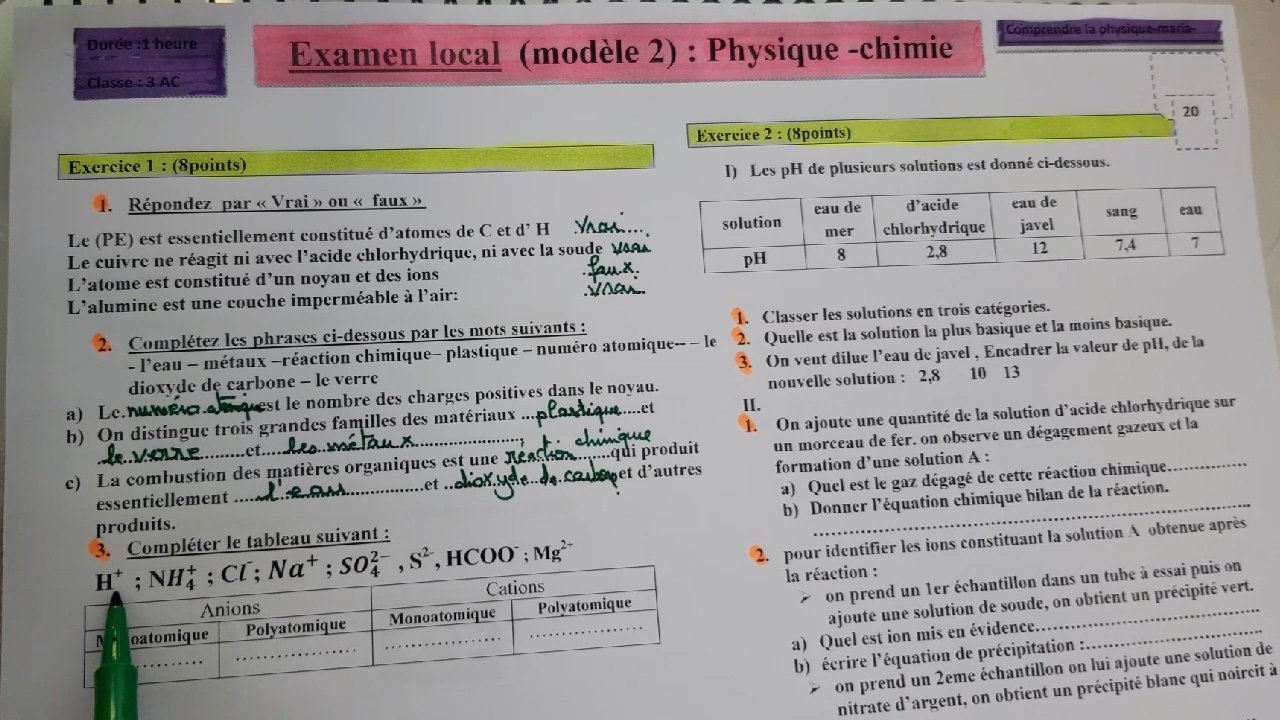 Durée :1 heure
Classe : 3 AC
Examen local (modèle 2) : Physique -chimie
Comprendre la physique-maria-
20
Exercice 1 : (8points)
1. Répondez par « Vrai » ou « faux »
Le (PE) est essentiellement constitué d'atomes de C et d' H Vrai....
Le cuivre ne réagit ni avec l'acide chlorhydrique, ni avec la soude vrai
L'atome est constitué d'un noyau et des ions .faux.
L'alumine est une couche imperméable à l'air: .vrai
2. Complétez les phrases ci-dessous par les mots suivants :
- l'eau – métaux –réaction chimique– plastique – numéro atomique-- – le
dioxyde de carbone – le verre
a) Le.numéro atomique est le nombre des charges positives dans le noyau.
b) On distingue trois grandes familles des matériaux ...plastique....et
.le verre.........et....les métaux......................;
c) La combustion des matières organiques est une réaction chimique.......qui produit
essentiellement .....l'eau................et ..dioxyde de carbone et d'autres
produits.
3. Compléter le tableau suivant :
H⁺ ; NH₄⁺ ; Cl⁻; Na⁺ ; SO₄²⁻ , S²⁻, HCOO⁻ ; Mg²⁺
Anions Cations
Monoatomique Polyatomique Monoatomique Polyatomique
Exercice 2 : (8points)
I) Les pH de plusieurs solutions est donné ci-dessous.
solution eau de mer d'acide chlorhydrique eau de javel sang eau
pH 8 2,8 12 7,4 7
1. Classer les solutions en trois catégories.
2. Quelle est la solution la plus basique et la moins basique.
3. On vent dilue l'eau de javel , Encadrer la valeur de pH, de la
nouvelle solution : 2,8 10 13
II.
1. On ajoute une quantité de la solution d'acide chlorhydrique sur
un morceau de fer. on observe un dégagement gazeux et la
formation d'une solution A :
a) Quel est le gaz dégagé de cette réaction chimique..............
b) Donner l'équation chimique bilan de la réaction.
2. pour identifier les ions constituant la solution A obtenue après
la réaction :
➢ on prend un 1er échantillon dans un tube à essai puis on
ajoute une solution de soude, on obtient un précipité vert.
a) Quel est ion mis en évidence..............................
b) écrire l'équation de précipitation :........................
➢ on prend un 2eme échantillon on lui ajoute une solution de
nitrate d'argent, on obtient un précipité blanc qui noircit à